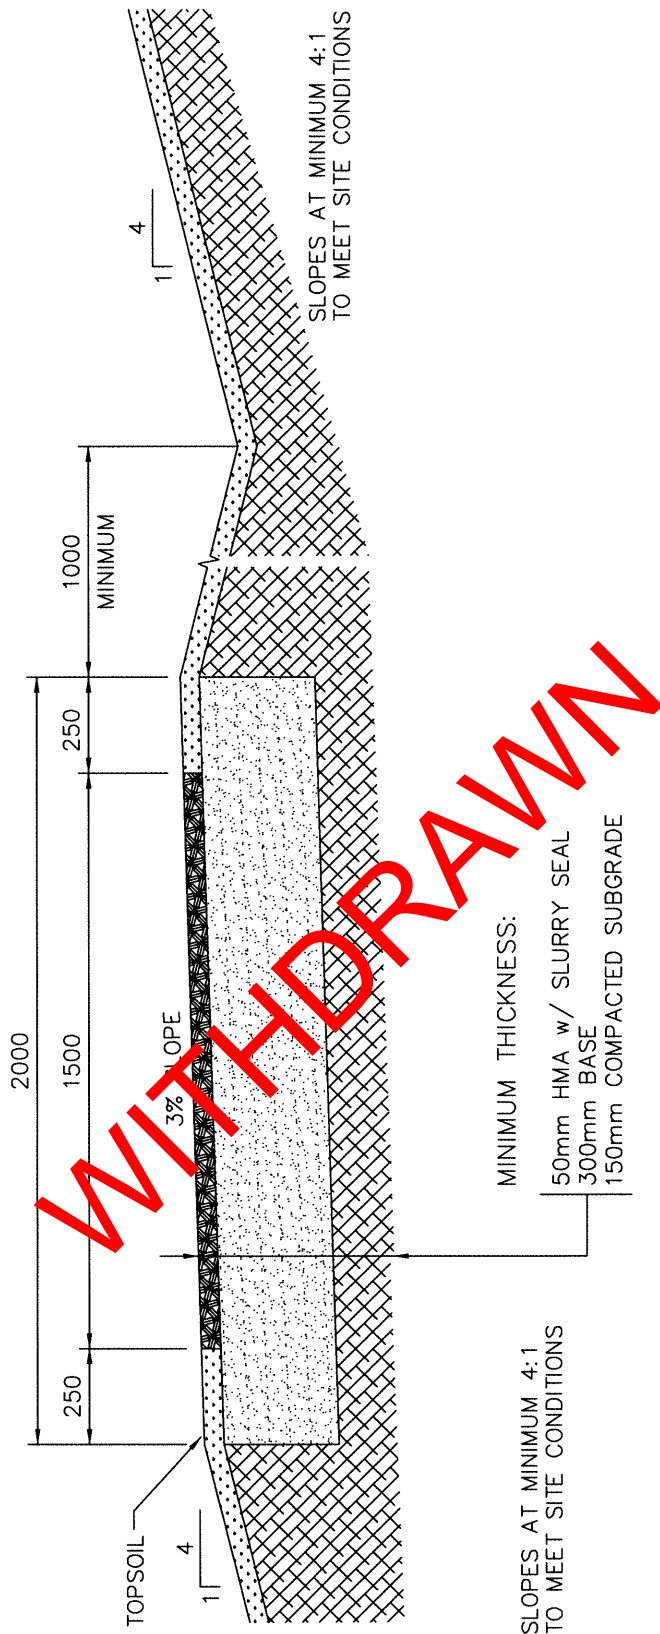 2000
250
1500
250
1000
MINIMUM
TOPSOIL
4
1
3% SLOPE
4
1
SLOPES AT MINIMUM 4:1
TO MEET SITE CONDITIONS
SLOPES AT MINIMUM 4:1
TO MEET SITE CONDITIONS
MINIMUM THICKNESS:
50mm HMA w/ SLURRY SEAL
300mm BASE
150mm COMPACTED SUBGRADE
WITHDRAWN